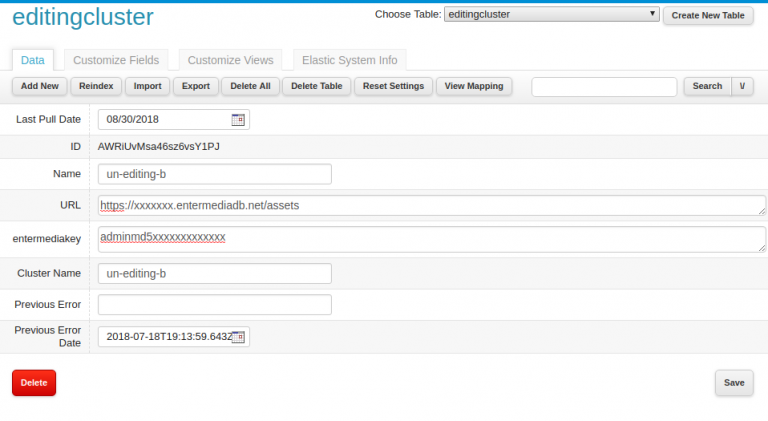 editingcluster
Choose Table: editingcluster
Create New Table
Data Customize Fields Customize Views Elastic System Info
Add New Reindex Import Export Delete All Delete Table Reset Settings View Mapping Search \/
Last Pull Date 08/30/2018
ID AWRiUvMsa46sz6vsY1PJ
Name un-editing-b
URL https://xxxxxxx.entermediadb.net/assets
entermediakey adminmd5xxxxxxxxxxxxx
Cluster Name un-editing-b
Previous Error
Previous Error Date 2018-07-18T19:13:59.643Z
Delete Save